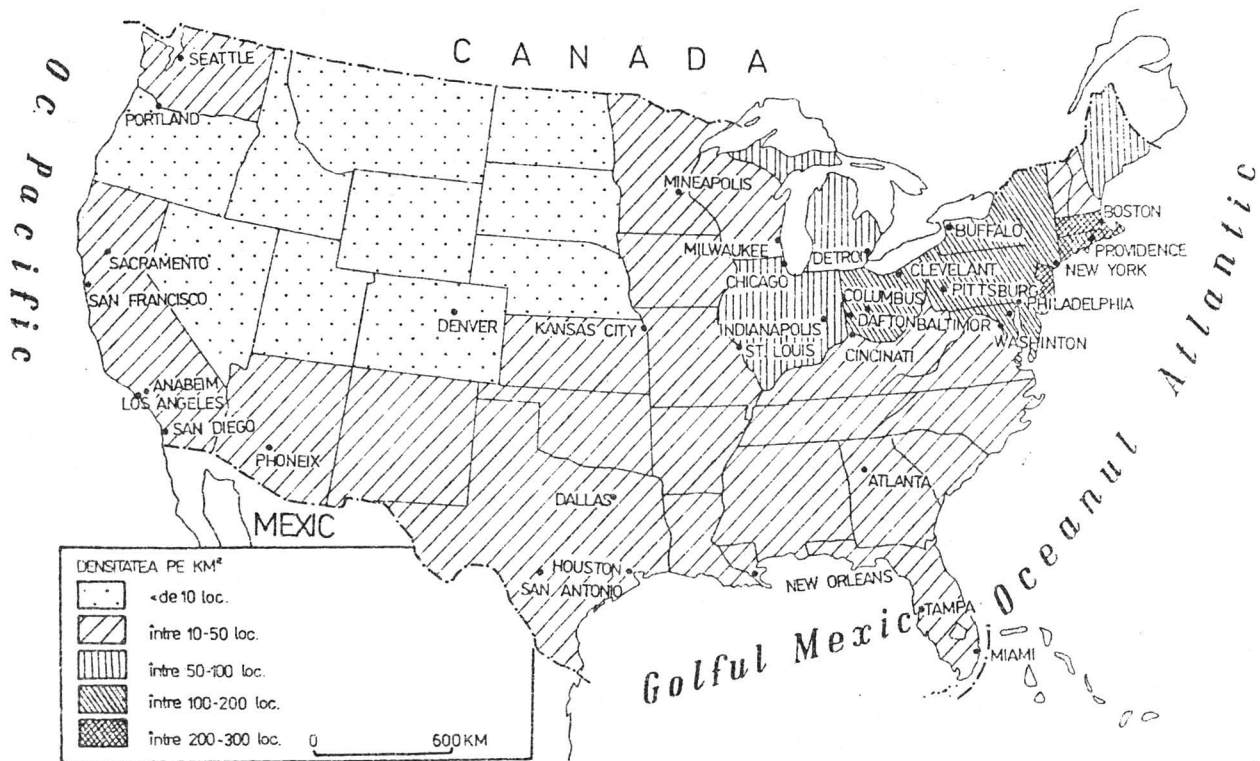 CANADA
Oc Pacific
SEATTLE
PORTLAND
MINEAPOLIS
BOSTON
BUFFALO
MILWAUKEE
DETROI
PROVIDENCE
SACRAMENTO
CLEVELANT
NEW YORK
CHICAGO
SAN FRANCISCO
COLUMBUS
PITTSBURG
PHILADELPHIA
DENVER
KANSAS CITY
INDIANAPOLIS
DAFTON
BALTIMOR
WASHINTON
ST. LOUIS
CINCINATI
ANABEIM
LOS ANGELES
SAN DIEGO
PHONEIX
ATLANTA
DALLAS
MEXIC
HOUSTON
SAN ANTONIO
NEW ORLEANS
TAMPA
MIAMI
Golful Mexic
Oceanul Atlantic
DENSITATEA PE KM²
<de 10 loc.
între 10-50 loc.
între 50-100 loc.
între 100-200 loc.
între 200-300 loc.
0 600 KM